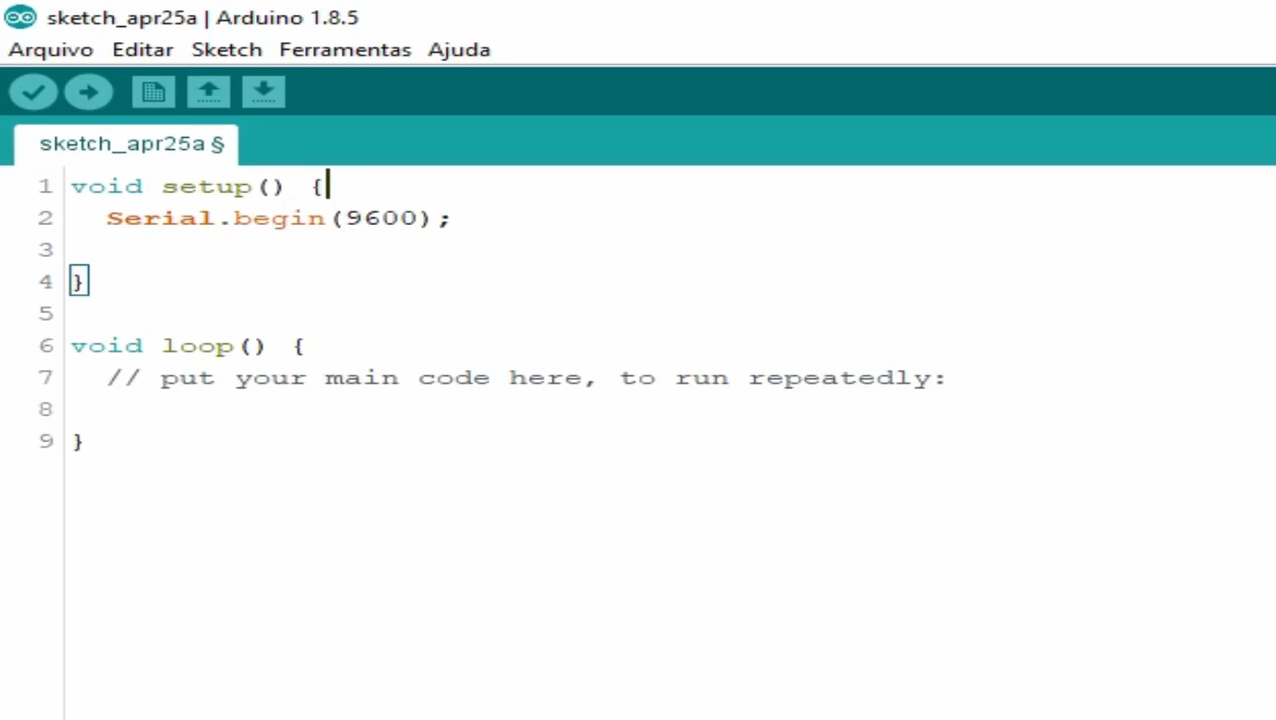 sketch_apr25a | Arduino 1.8.5
Arquivo Editar Sketch Ferramentas Ajuda
sketch_apr25a §
1 void setup() {
2   Serial.begin(9600);
3
4 }
5
6 void loop() {
7   // put your main code here, to run repeatedly:
8
9 }